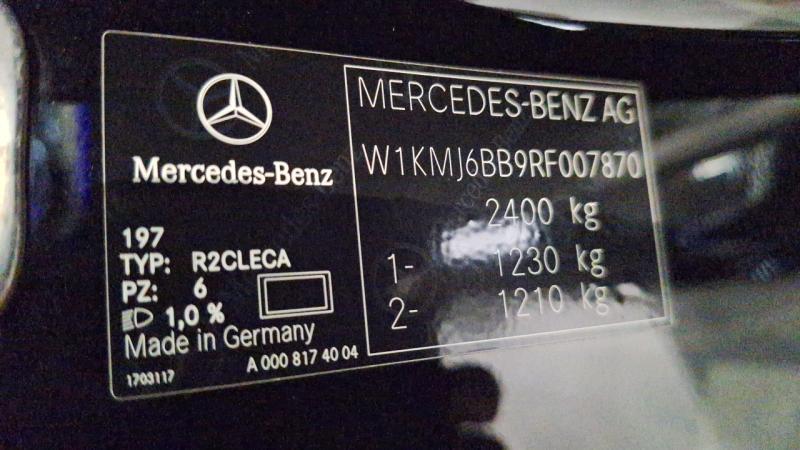 Mercedes-Benz
197
TYP: R2CLECA
PZ: 6
1,0 %
Made in Germany
1703117
A 000 817 40 04
MERCEDES-BENZ AG
W1KMJ6BB9RF007870
2400 kg
1- 1230 kg
2- 1210 kg